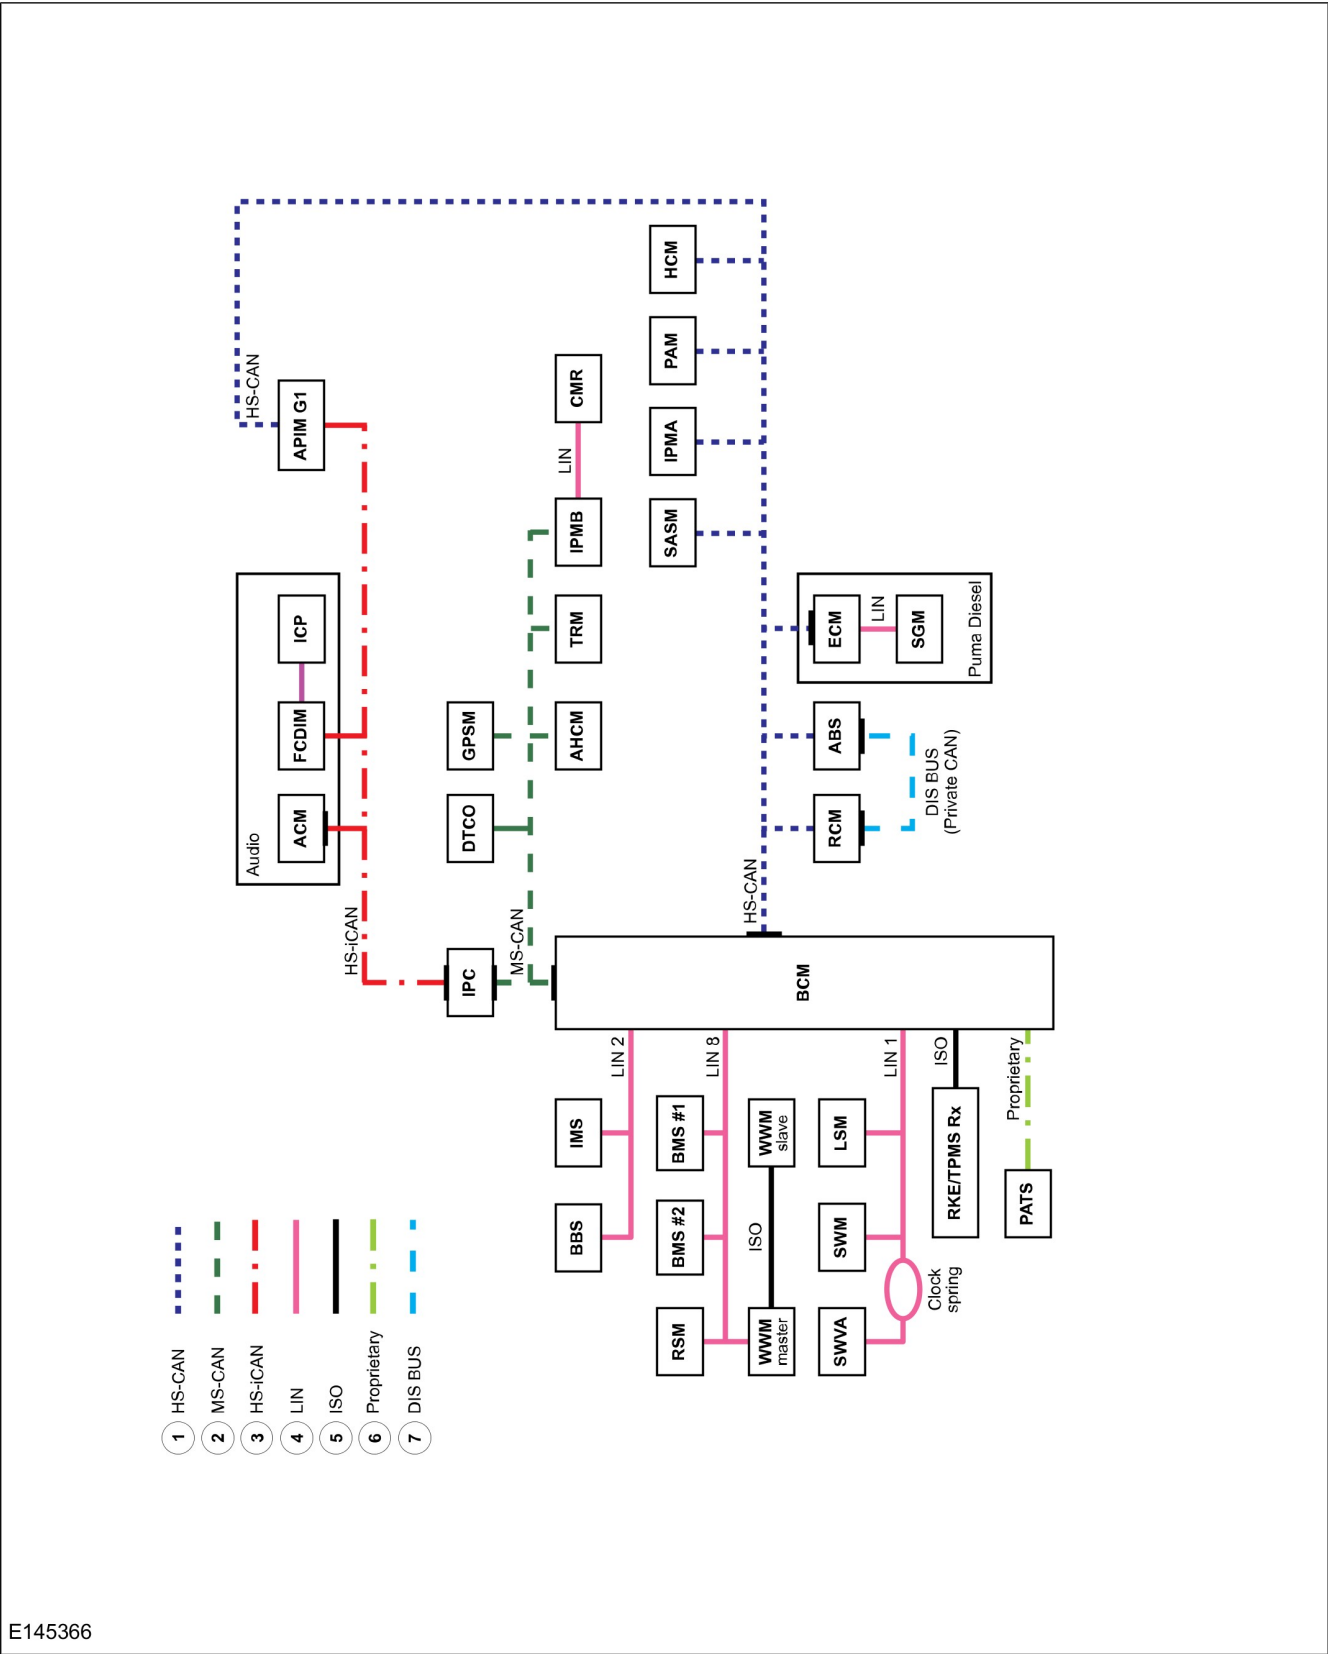 HS-CAN
APIM G1
HCM
PAM
CMR
LIN
IPMA
IPMB
SASM
Audio
ICP
FCDIM
ACM
TRM
GPSM
AHCM
DTCO
Puma Diesel
ECM
LIN
SGM
ABS
RCM
DIS BUS
(Private CAN)
HS-CAN
HS-iCAN
MS-CAN
IPC
BCM
LIN 2
LIN 8
LIN 1
ISO
Proprietary
IMS
BBS
BMS #1
BMS #2
RSM
WWM
slave
ISO
WWM
master
LSM
SWM
SWVA
Clock
spring
RKE/TPMS Rx
PATS
1 HS-CAN
2 MS-CAN
3 HS-iCAN
4 LIN
5 ISO
6 Proprietary
7 DIS BUS
E145366